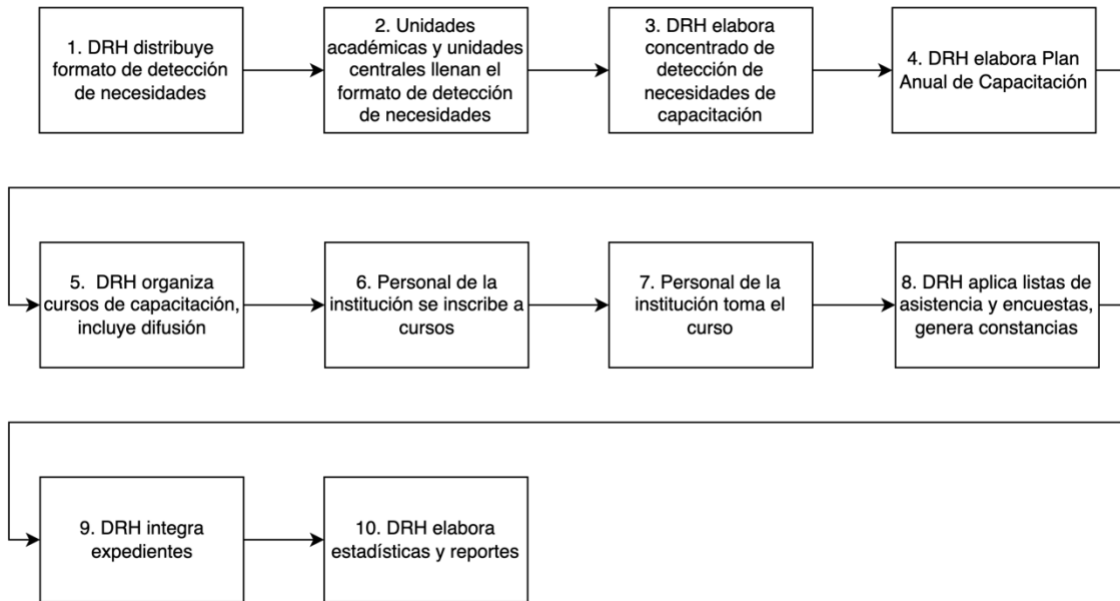 1. DRH distribuye
formato de detección
de necesidades
2. Unidades
académicas y unidades
centrales llenan el
formato de detección
de necesidades
3. DRH elabora
concentrado de
detección de
necesidades de
capacitación
4. DRH elabora Plan
Anual de Capacitación
5. DRH organiza
cursos de capacitación,
incluye difusión
6. Personal de la
institución se inscribe a
cursos
7. Personal de la
institución toma el
curso
8. DRH aplica listas de
asistencia y encuestas,
genera constancias
9. DRH integra
expedientes
10. DRH elabora
estadísticas y reportes